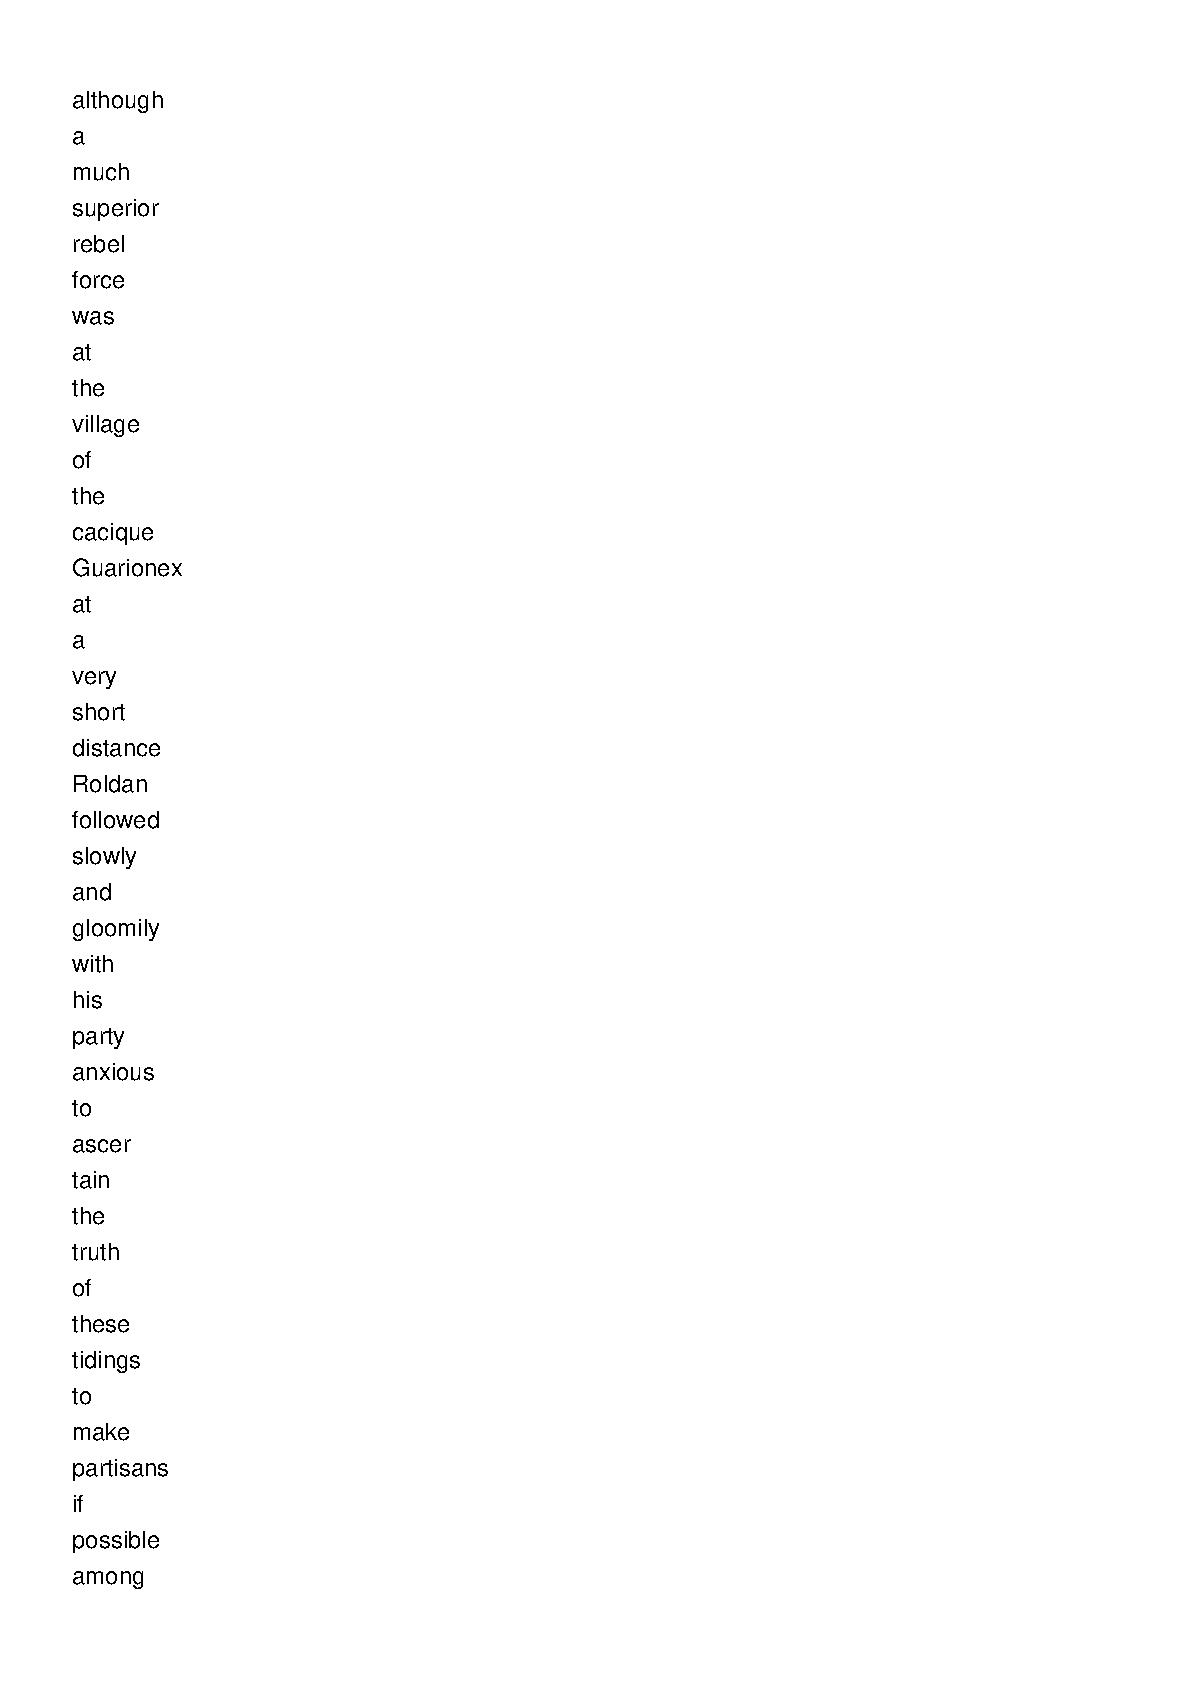 although
a
much
superior
rebel
force
was
at
the
village
of
the
cacique
Guarionex
at
a
very
short
distance
Roldan
followed
slowly
and
gloomily
with
his
party
anxious
to
ascer
tain
the
truth
of
these
tidings
to
make
partisans
if
possible
among